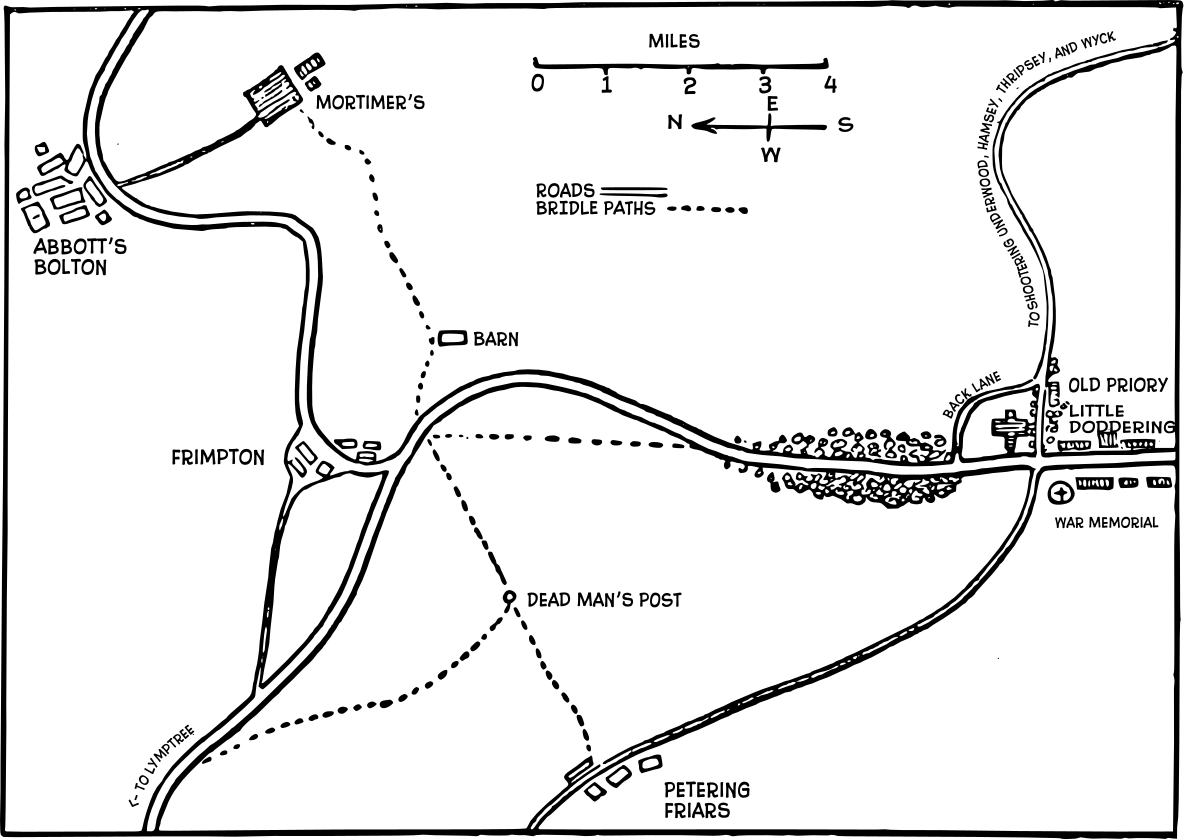 MILES
0 1 2 3 4
E
N S
W
ROADS
BRIDLE PATHS
MORTIMER'S
ABBOTT'S
BOLTON
TO SHOOTERING UNDERWOOD, HAMSEY, THRIPSEY, AND WYCK
BARN
BACK LANE
OLD PRIORY
LITTLE
DODDERING
FRIMPTON
WAR MEMORIAL
DEAD MAN'S POST
<- TO LYMPTREE
PETERING
FRIARS